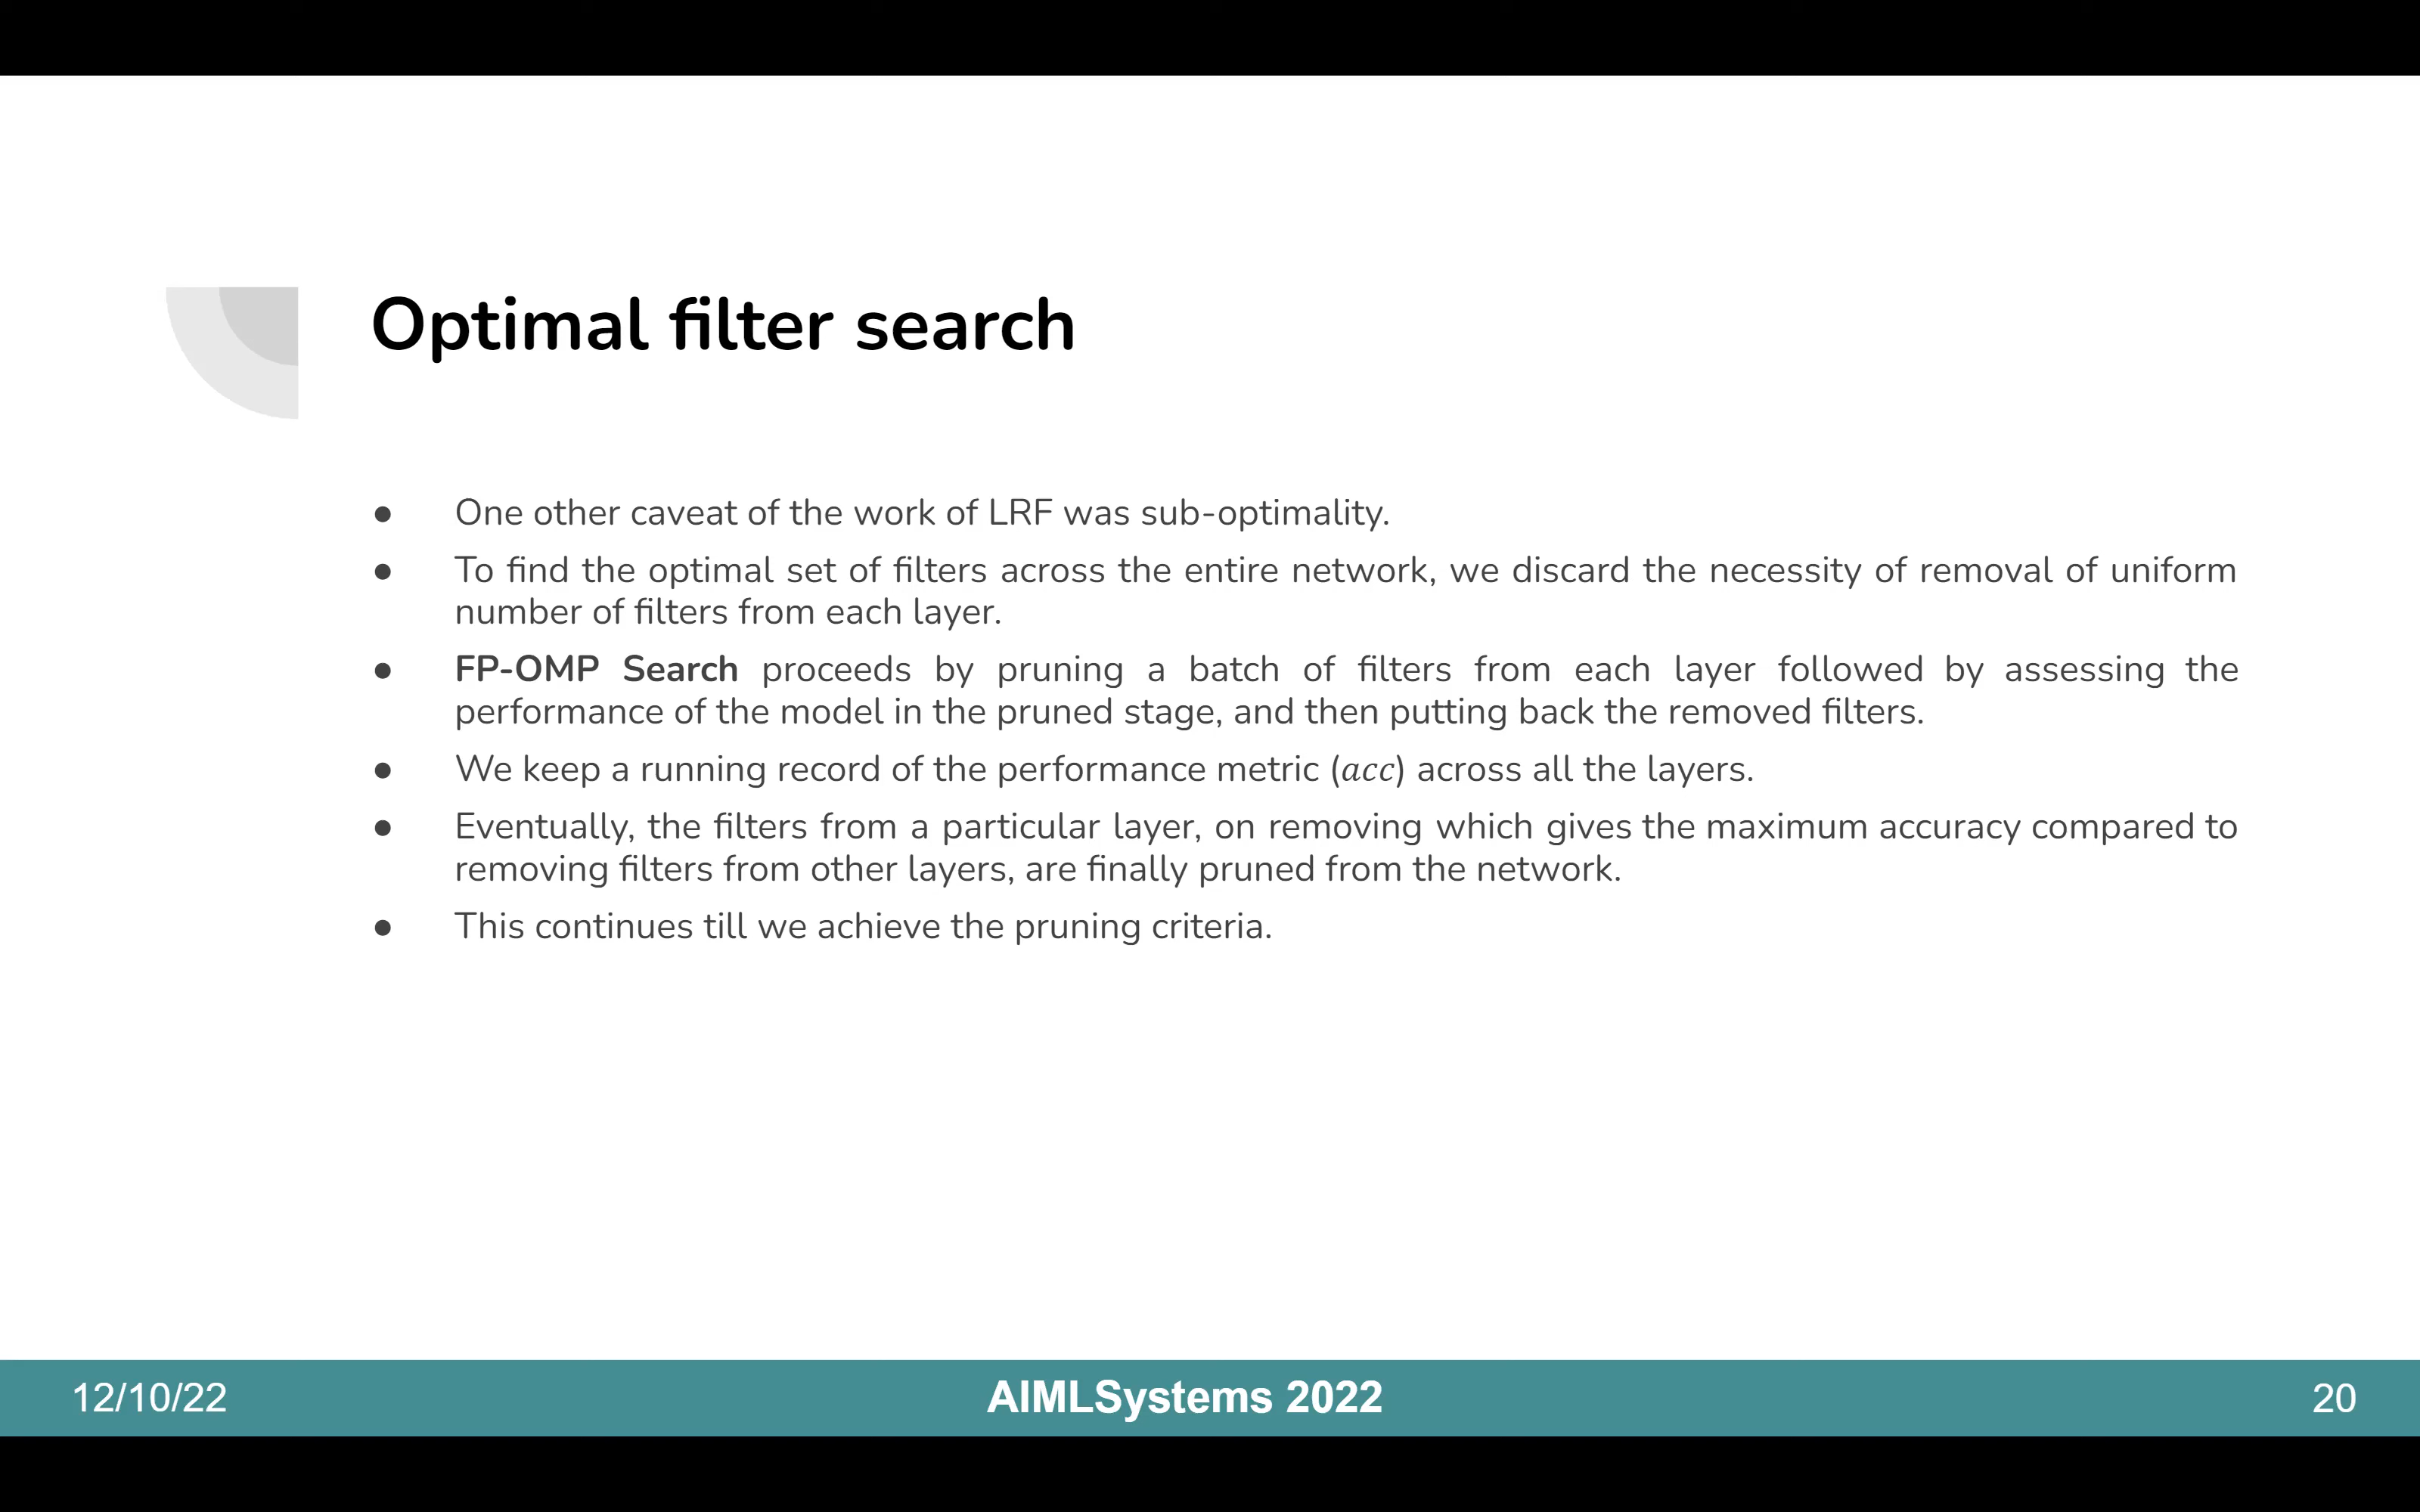 Optimal filter search
● One other caveat of the work of LRF was sub-optimality.
● To find the optimal set of filters across the entire network, we discard the necessity of removal of uniform
number of filters from each layer.
● FP-OMP Search proceeds by pruning a batch of filters from each layer followed by assessing the
performance of the model in the pruned stage, and then putting back the removed filters.
● We keep a running record of the performance metric (acc) across all the layers.
● Eventually, the filters from a particular layer, on removing which gives the maximum accuracy compared to
removing filters from other layers, are finally pruned from the network.
● This continues till we achieve the pruning criteria.
12/10/22
AIMLSystems 2022
20